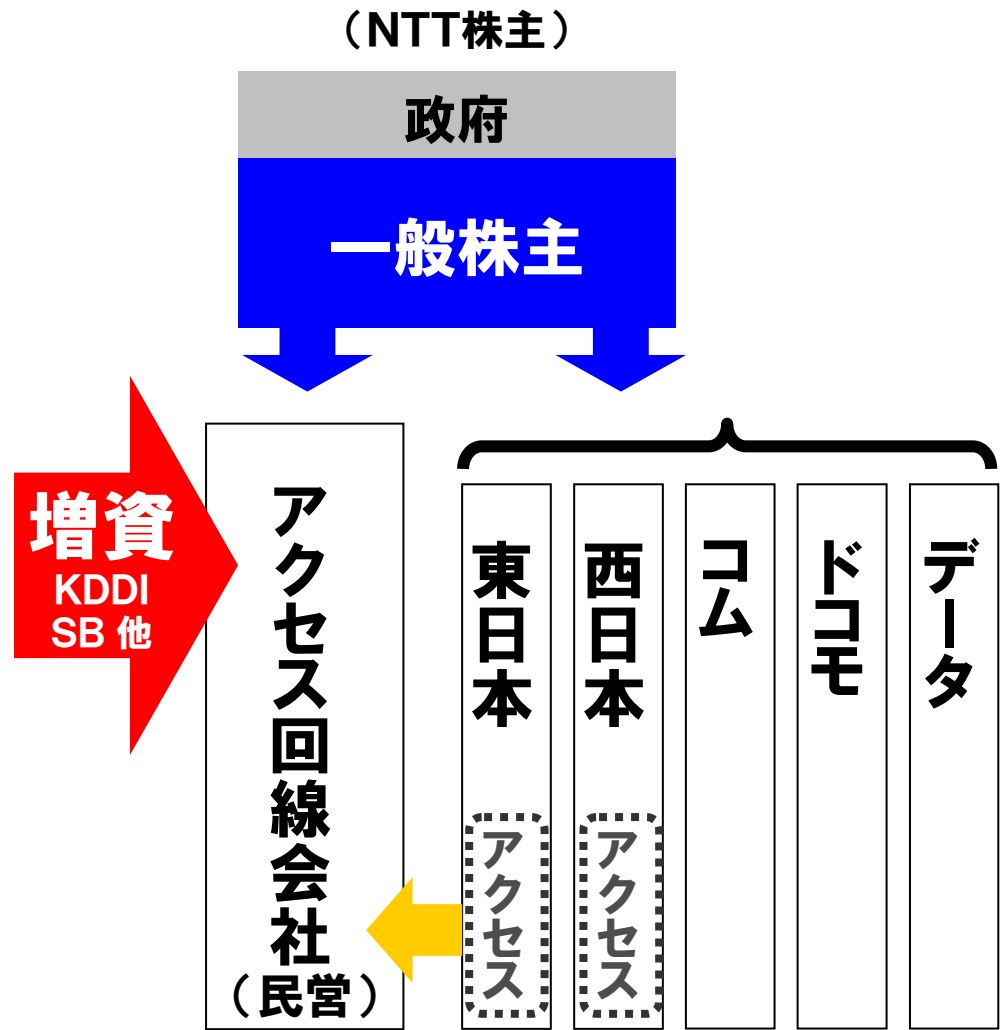 （NTT株主）
政府
一般株主
増資
KDDI
SB 他
アクセス回線会社
（民営）
東日本
西日本
コム
ドコモ
データ
アクセス
アクセス